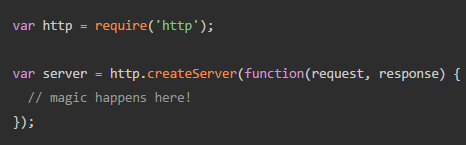 var http = require('http');
var server = http.createServer(function(request, response) {
// magic happens here!
});